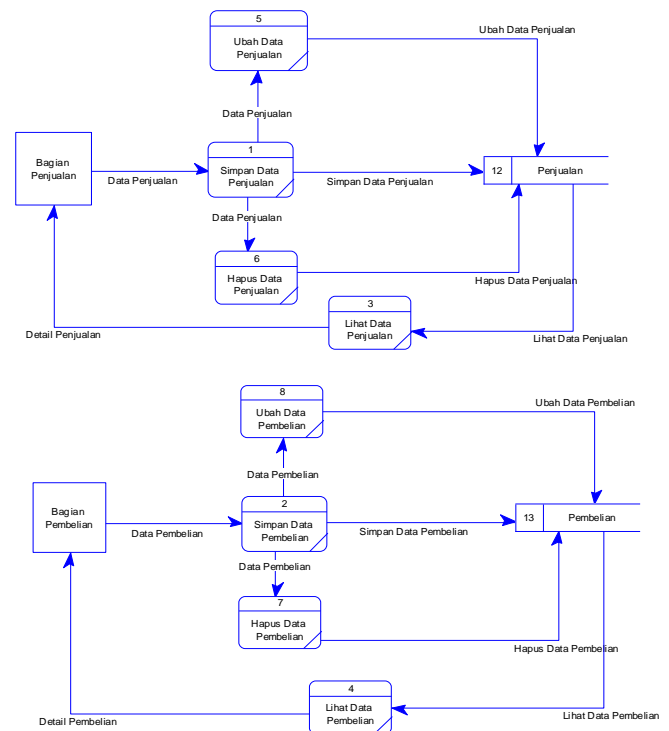 5
Ubah Data
Penjualan
Ubah Data Penjualan
Data Penjualan
Bagian
Penjualan
Data Penjualan
1
Simpan Data
Penjualan
Simpan Data Penjualan
12
Penjualan
Data Penjualan
6
Hapus Data
Penjualan
Hapus Data Penjualan
3
Lihat Data
Penjualan
Detail Penjualan
Lihat Data Penjualan
8
Ubah Data
Pembelian
Ubah Data Pembelian
Data Pembelian
Bagian
Pembelian
Data Pembelian
2
Simpan Data
Pembelian
Simpan Data Pembelian
13
Pembelian
Data Pembelian
7
Hapus Data
Pembelian
Hapus Data Pembelian
4
Lihat Data
Pembelian
Detail Pembelian
Lihat Data Pembelian